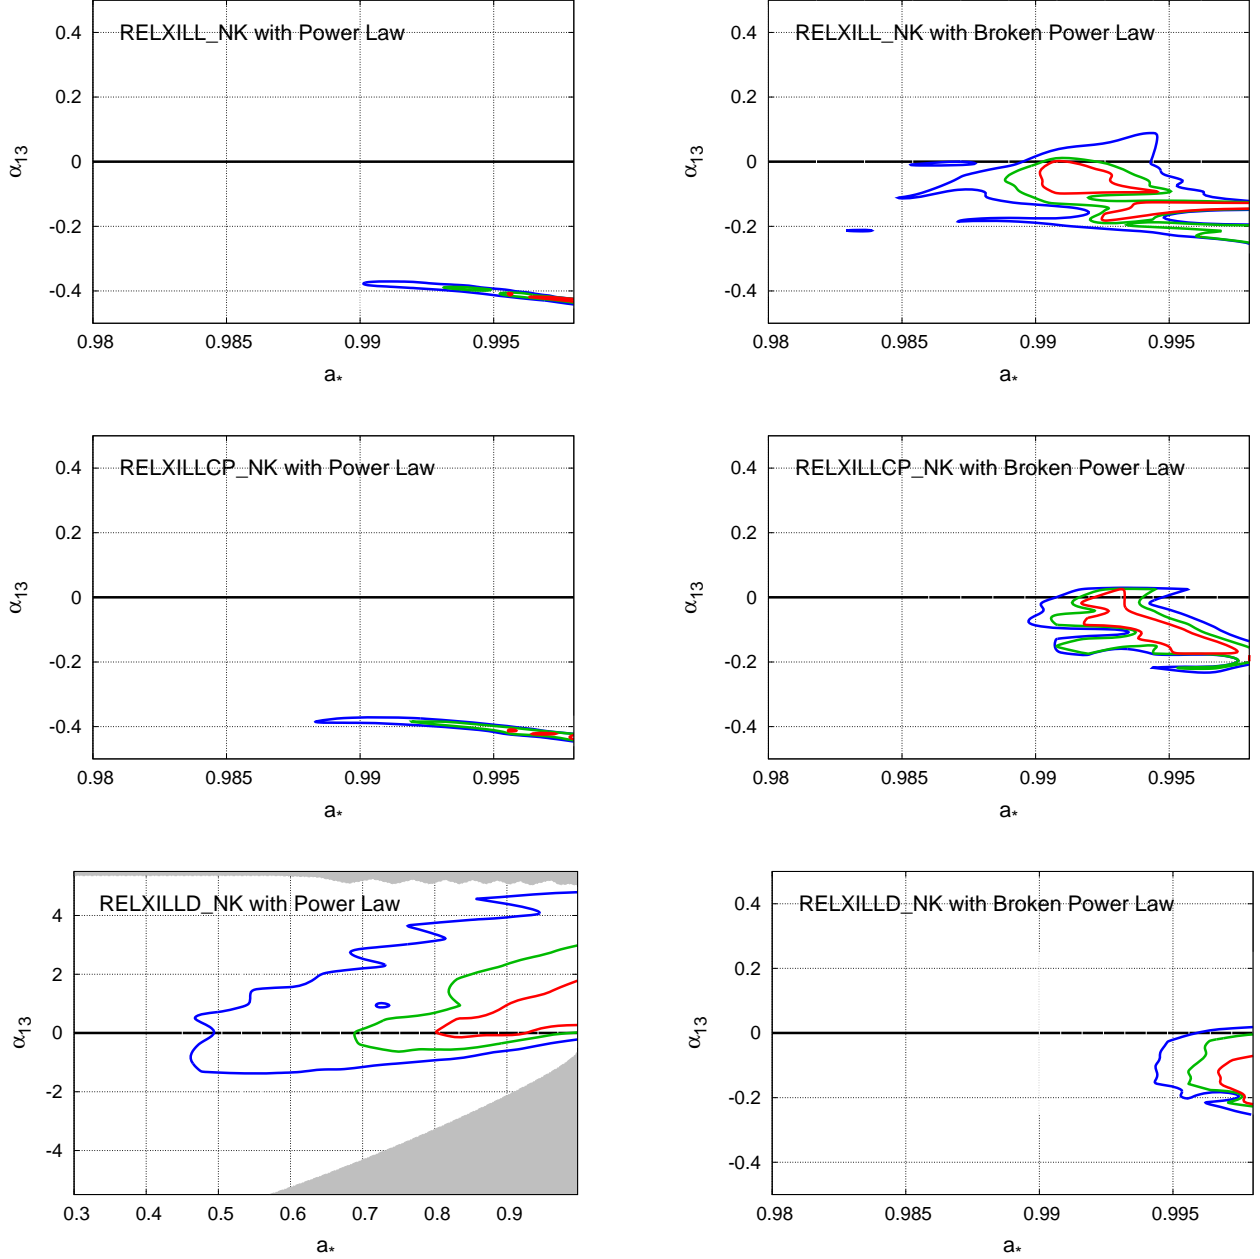 RELXILL_NK with Power Law
0.4
0.2
0
-0.2
-0.4
α13
0.98 0.985 0.99 0.995
a*
RELXILL_NK with Broken Power Law
0.4
0.2
0
-0.2
-0.4
α13
0.98 0.985 0.99 0.995
a*
RELXILLCP_NK with Power Law
0.4
0.2
0
-0.2
-0.4
α13
0.98 0.985 0.99 0.995
a*
RELXILLCP_NK with Broken Power Law
0.4
0.2
0
-0.2
-0.4
α13
0.98 0.985 0.99 0.995
a*
RELXILLD_NK with Power Law
4
2
0
-2
-4
α13
0.3 0.4 0.5 0.6 0.7 0.8 0.9
a*
RELXILLD_NK with Broken Power Law
0.4
0.2
0
-0.2
-0.4
α13
0.98 0.985 0.99 0.995
a*